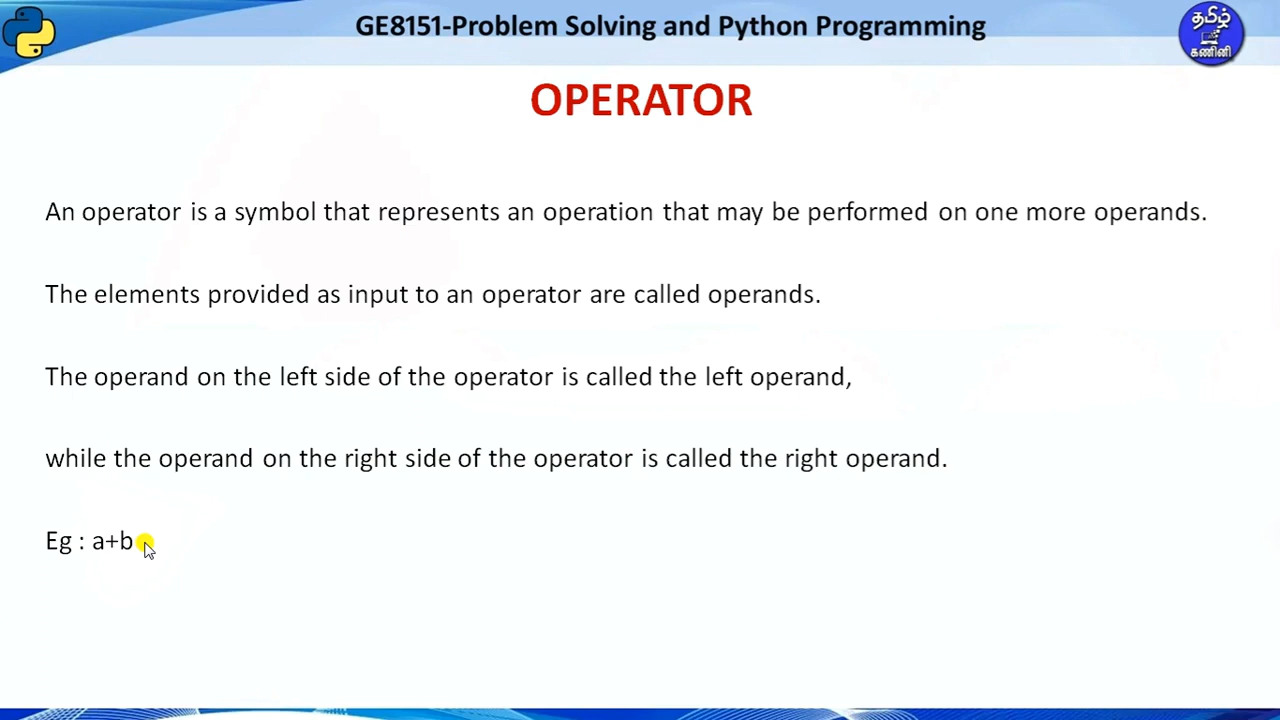 GE8151-Problem Solving and Python Programming
தமிழ்
கணினி
OPERATOR
An operator is a symbol that represents an operation that may be performed on one more operands.
The elements provided as input to an operator are called operands.
The operand on the left side of the operator is called the left operand,
while the operand on the right side of the operator is called the right operand.
Eg : a+b